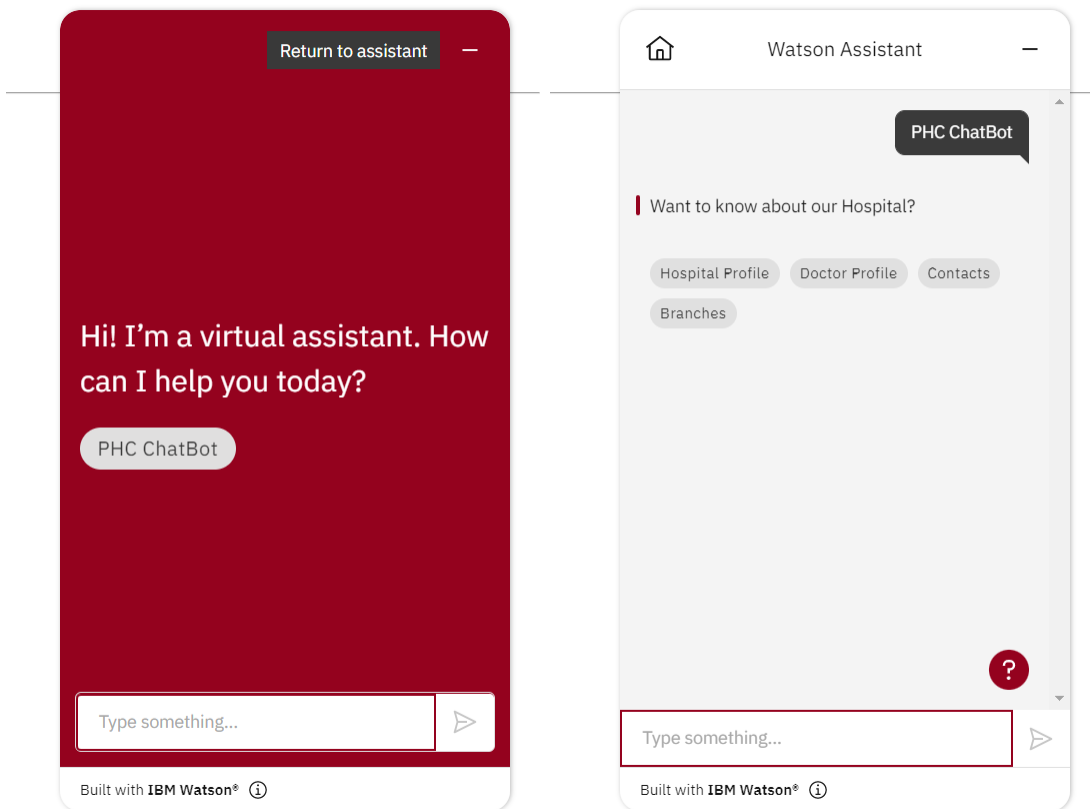 Return to assistant
Hi! I’m a virtual assistant. How
can I help you today?
PHC ChatBot
Type something...
Built with IBM Watson®
Watson Assistant
PHC ChatBot
Want to know about our Hospital?
Hospital Profile Doctor Profile Contacts
Branches
?
Type something...
Built with IBM Watson®